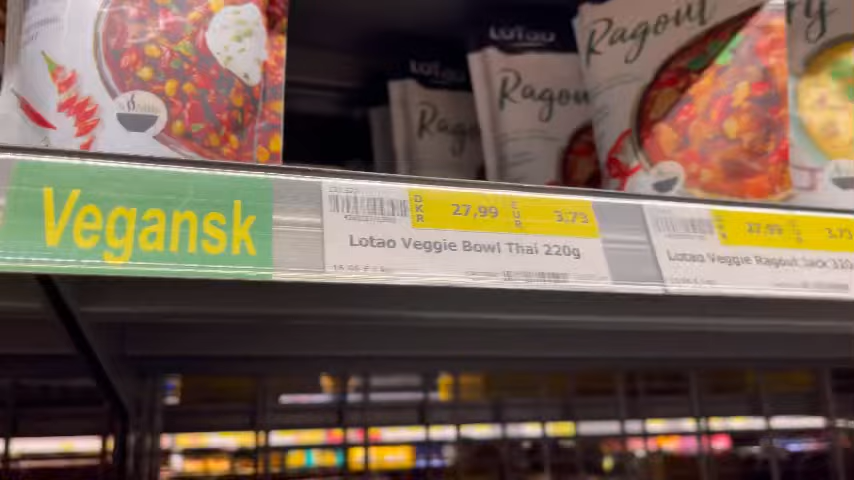 LOTAO
LOTAO
Ragout
Ragou
Ragou
Vegansk
DKR 27,99 EUR 3.73
Lotao Veggie Bowl Thai 220g
27,99 3,73
Lotao Veggie Ragout Jack